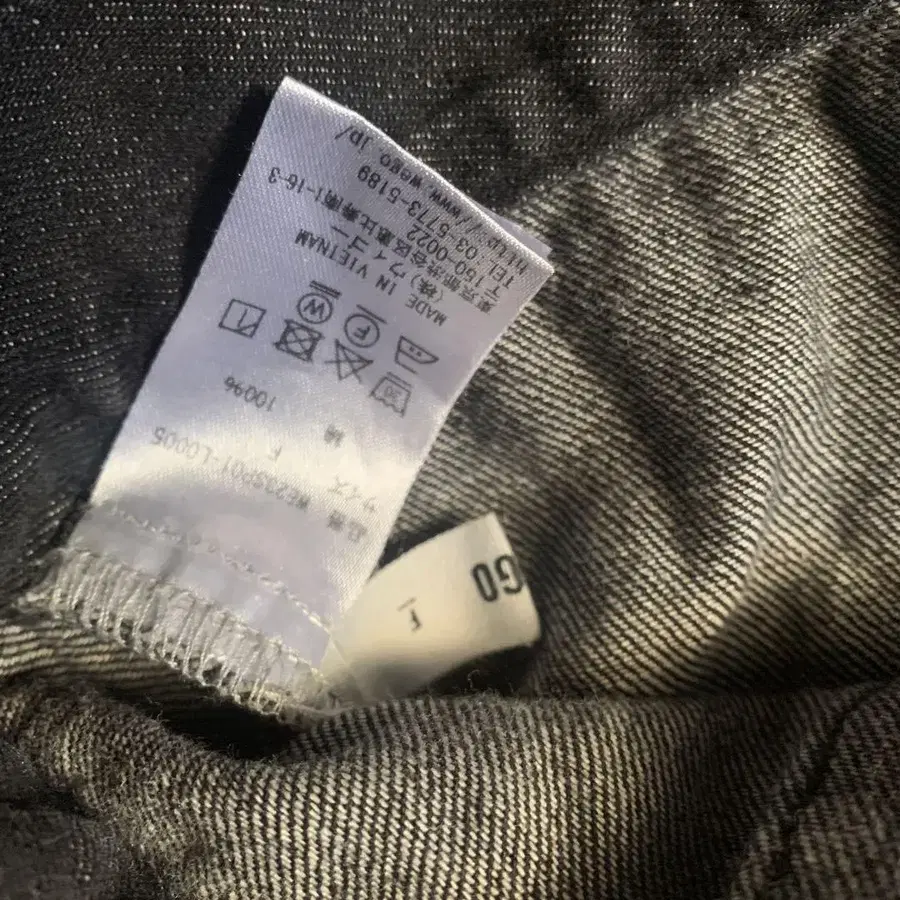 品番 WE23SP01-L0005
サイズ F
綿 100%
30
F
W
MADE IN VIETNAM
(株)ウィゴー
〒150-0022
東京都渋谷区恵比寿南1-16-3
TEL 03-5773-5189
http://www.wego.jp/
GO
F